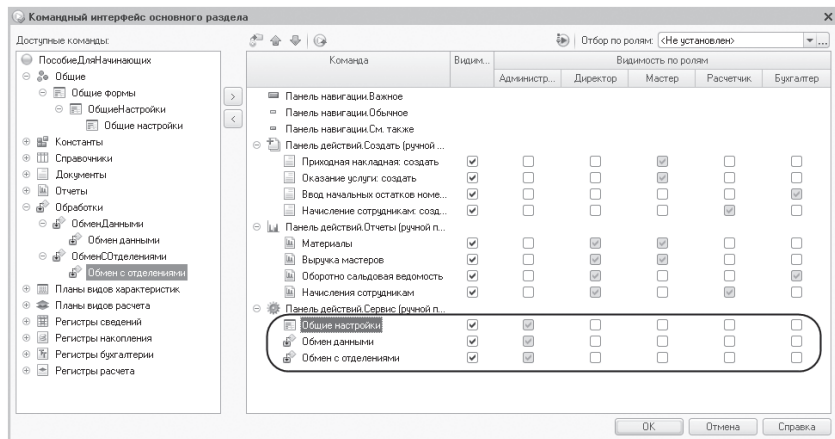 Командный интерфейс основного раздела
Доступные команды:
Отбор по ролям: <Не установлен>
ПособиеДляНачинающих
Общие
Общие формы
ОбщиеНастройки
Общие настройки
Константы
Справочники
Документы
Отчеты
Обработки
ОбменДанными
Обмен данными
ОбменСОтделениями
Обмен с отделениями
Планы видов характеристик
Планы видов расчета
Регистры сведений
Регистры накопления
Регистры бухгалтерии
Регистры расчета
Команда
Видим...
Видимость по ролям
Администр...
Директор
Мастер
Расчетчик
Бухгалтер
Панель навигации.Важное
Панель навигации.Обычное
Панель навигации.См. также
Панель действий.Создать (ручной ...
Приходная накладная: создать
Оказание услуги: создать
Ввод начальных остатков номе...
Начисление сотрудникам: созд...
Панель действий.Отчеты (ручной п...
Материалы
Выручка мастеров
Оборотно сальдовая ведомость
Начисления сотрудникам
Панель действий.Сервис (ручной п...
Общие настройки
Обмен данными
Обмен с отделениями
OK
Отмена
Справка